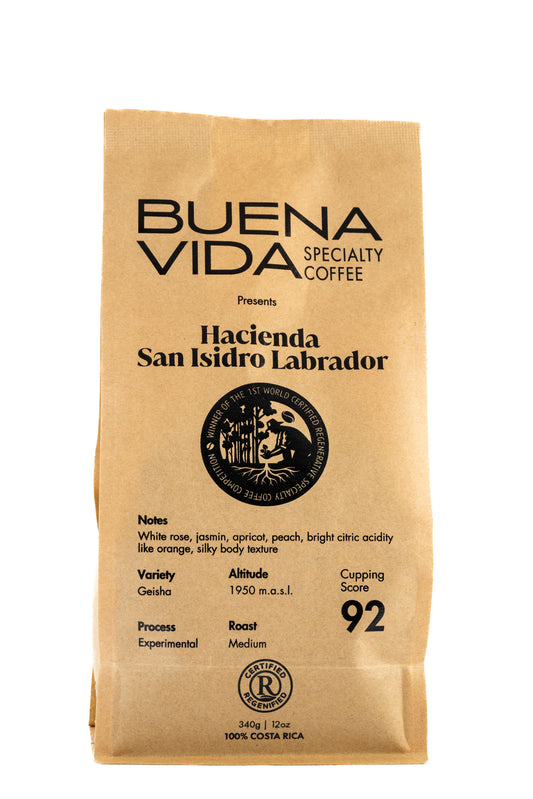 BUENA
VIDA SPECIALTY
COFFEE
Presents
Hacienda
San Isidro Labrador
WINNER OF THE 1ST WORLD CERTIFIED REGENERATIVE SPECIALTY COFFEE COMPETITION
Notes
White rose, jasmin, apricot, peach, bright citric acidity
like orange, silky body texture
Variety
Geisha
Altitude
1950 m.a.s.l.
Cupping
Score
92
Process
Experimental
Roast
Medium
CERTIFIED
R
REGENIFIED
340g | 12oz
100% COSTA RICA